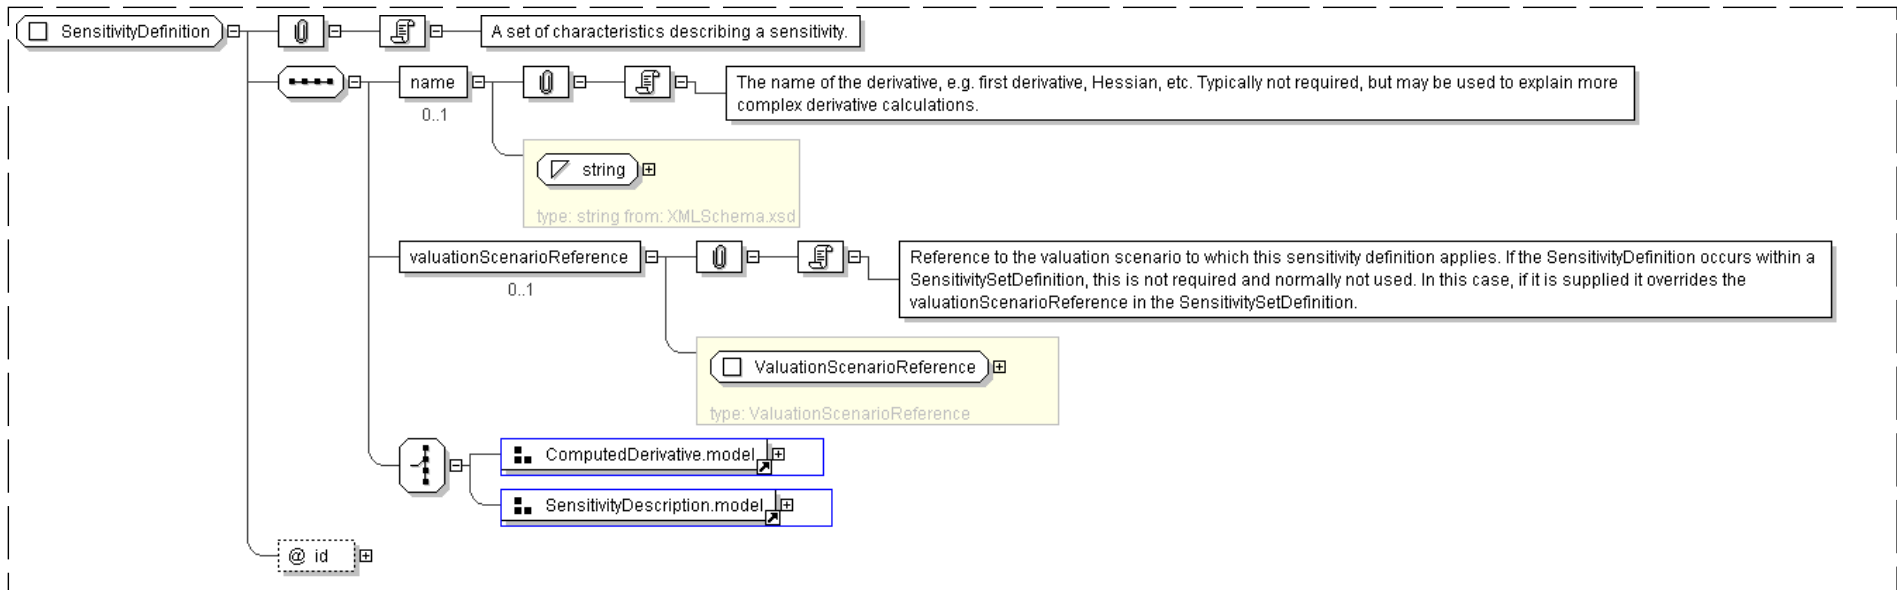 SensitivityDefinition
A set of characteristics describing a sensitivity.
name
0..1
The name of the derivative, e.g. first derivative, Hessian, etc. Typically not required, but may be used to explain more
complex derivative calculations.
string
type: string from: XMLSchema.xsd
valuationScenarioReference
0..1
Reference to the valuation scenario to which this sensitivity definition applies. If the SensitivityDefinition occurs within a
SensitivitySetDefinition, this is not required and normally not used. In this case, if it is supplied it overrides the
valuationScenarioReference in the SensitivitySetDefinition.
ValuationScenarioReference
type: ValuationScenarioReference
ComputedDerivative.model
SensitivityDescription.model
@ id